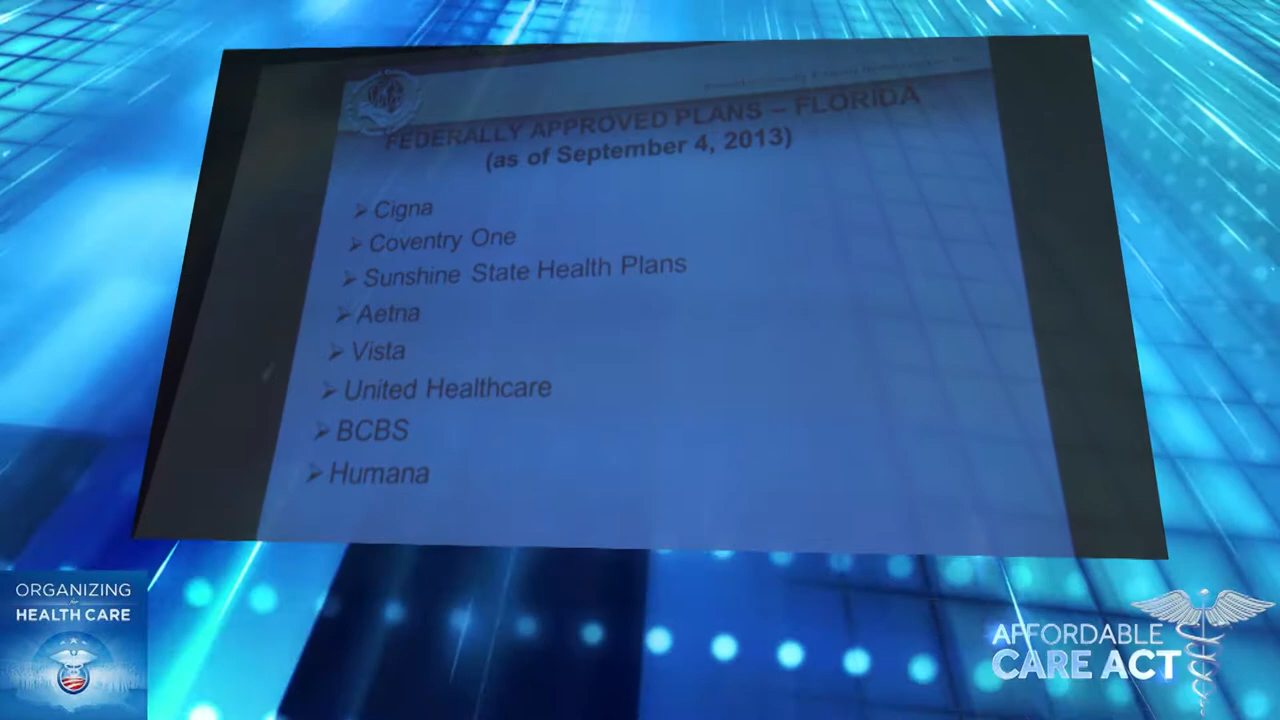 FEDERALLY APPROVED PLANS – FLORIDA
(as of September 4, 2013)
➢ Cigna
➢ Coventry One
➢ Sunshine State Health Plans
➢ Aetna
➢ Vista
➢ United Healthcare
➢ BCBS
➢ Humana
ORGANIZING
for
HEALTH CARE
AFFORDABLE
CARE ACT